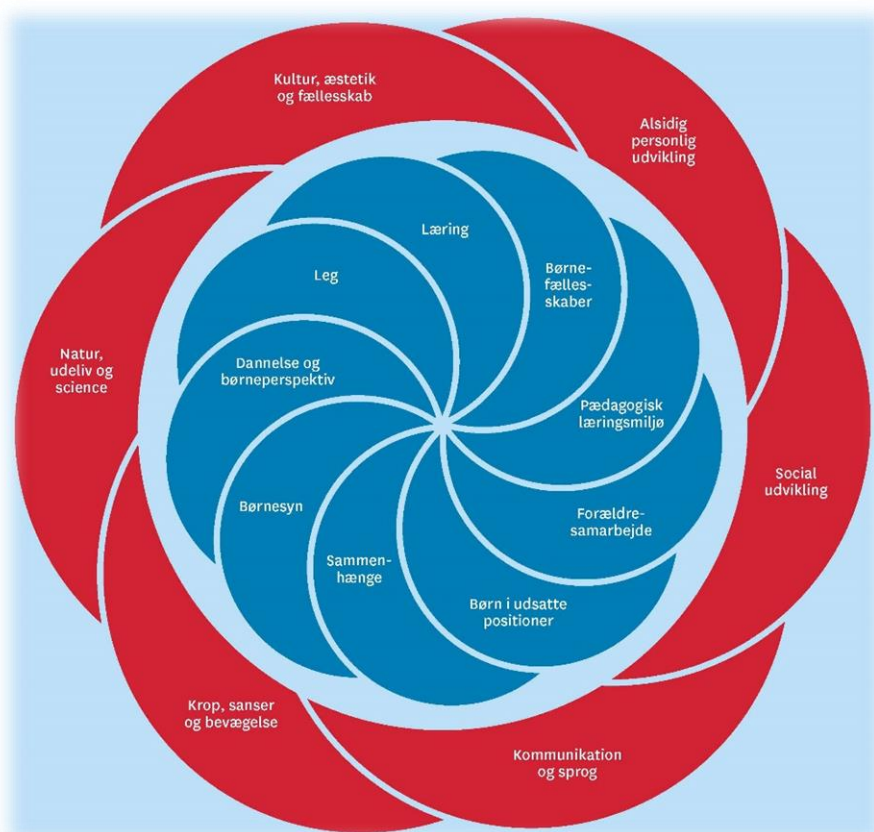 Kultur, æstetik
og fællesskab
Alsidig
personlig
udvikling
Social
udvikling
Kommunikation
og sprog
Krop, sanser
og bevægelse
Natur,
udeliv og
science
Læring
Børne-
fælles-
skaber
Pædagogisk
læringsmiljø
Forældre-
samarbejde
Børn i udsatte
positioner
Sammen-
hænge
Børnesyn
Dannelse og
børneperspektiv
Leg